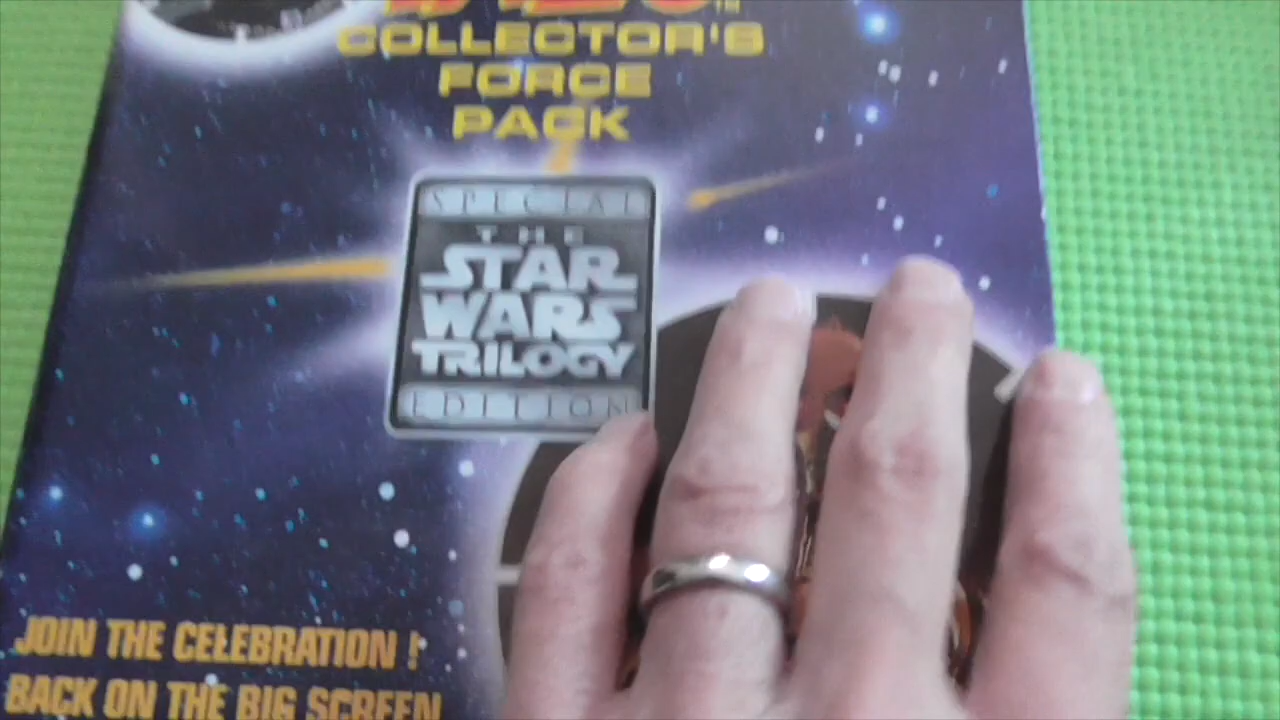 COLLECTOR'S
FORCE
PACK
SPECIAL
THE
STAR
WARS
TRILOGY
EDITION
JOIN THE CELEBRATION !
BACK ON THE BIG SCREEN